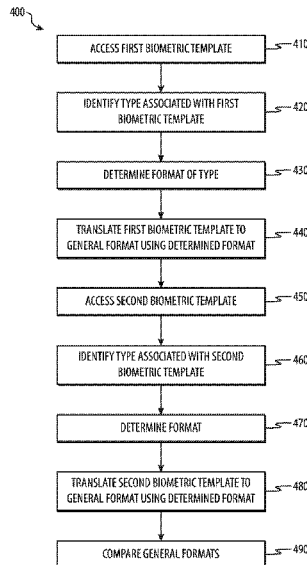 400
ACCESS FIRST BIOMETRIC TEMPLATE
410
IDENTIFY TYPE ASSOCIATED WITH FIRST
BIOMETRIC TEMPLATE
420
DETERMINE FORMAT OF TYPE
430
TRANSLATE FIRST BIOMETRIC TEMPLATE TO
GENERAL FORMAT USING DETERMINED FORMAT
440
ACCESS SECOND BIOMETRIC TEMPLATE
450
IDENTIFY TYPE ASSOCIATED WITH SECOND
BIOMETRIC TEMPLATE
460
DETERMINE FORMAT
470
TRANSLATE SECOND BIOMETRIC TEMPLATE TO
GENERAL FORMAT USING DETERMINED FORMAT
480
COMPARE GENERAL FORMATS
490